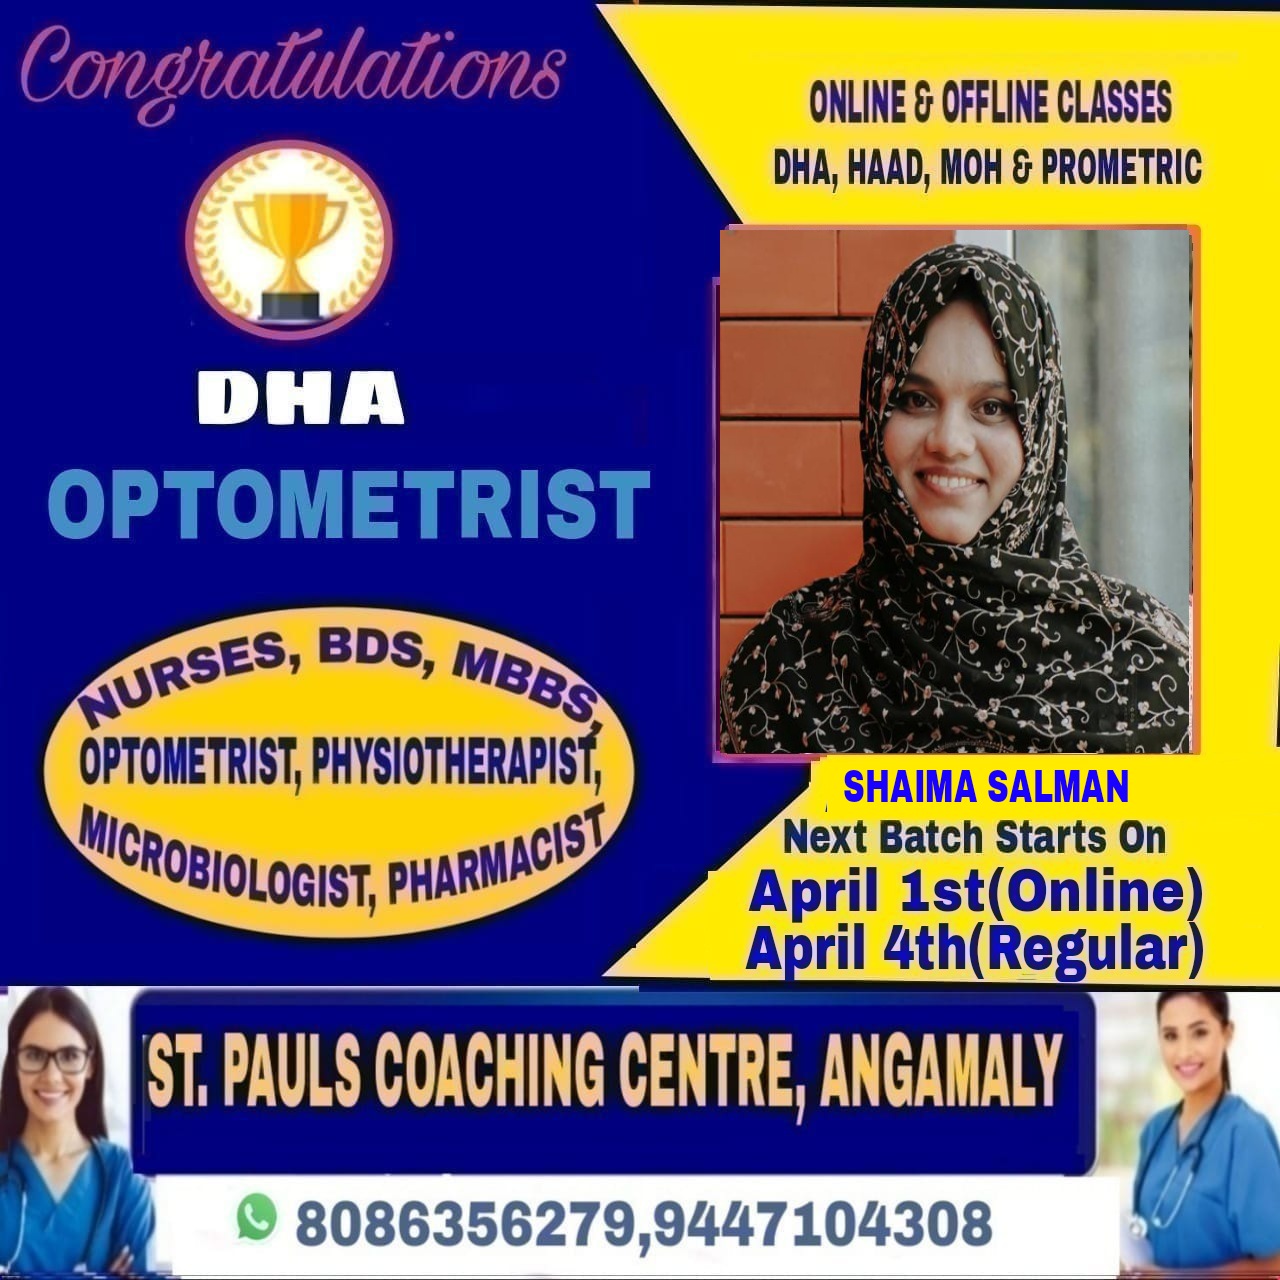 Congratulations
DHA
OPTOMETRIST
NURSES, BDS, MBBS,
OPTOMETRIST, PHYSIOTHERAPIST,
MICROBIOLOGIST, PHARMACIST
ONLINE & OFFLINE CLASSES
DHA, HAAD, MOH & PROMETRIC
SHAIMA SALMAN
Next Batch Starts On
April 1st(Online)
April 4th(Regular)
ST. PAULS COACHING CENTRE, ANGAMALY
8086356279,9447104308